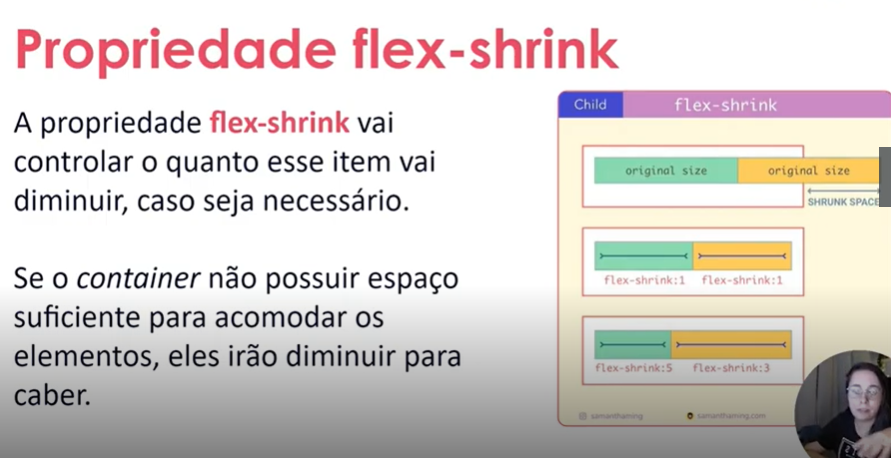 Propriedade flex-shrink
A propriedade flex-shrink vai
controlar o quanto esse item vai
diminuir, caso seja necessário.
Se o container não possuir espaço
suficiente para acomodar os
elementos, eles irão diminuir para
caber.
Child
flex-shrink
original size
original size
SHRUNK SPACE
flex-shrink:1
flex-shrink:1
flex-shrink:5
flex-shrink:3
samanthaming
samanthaming.com